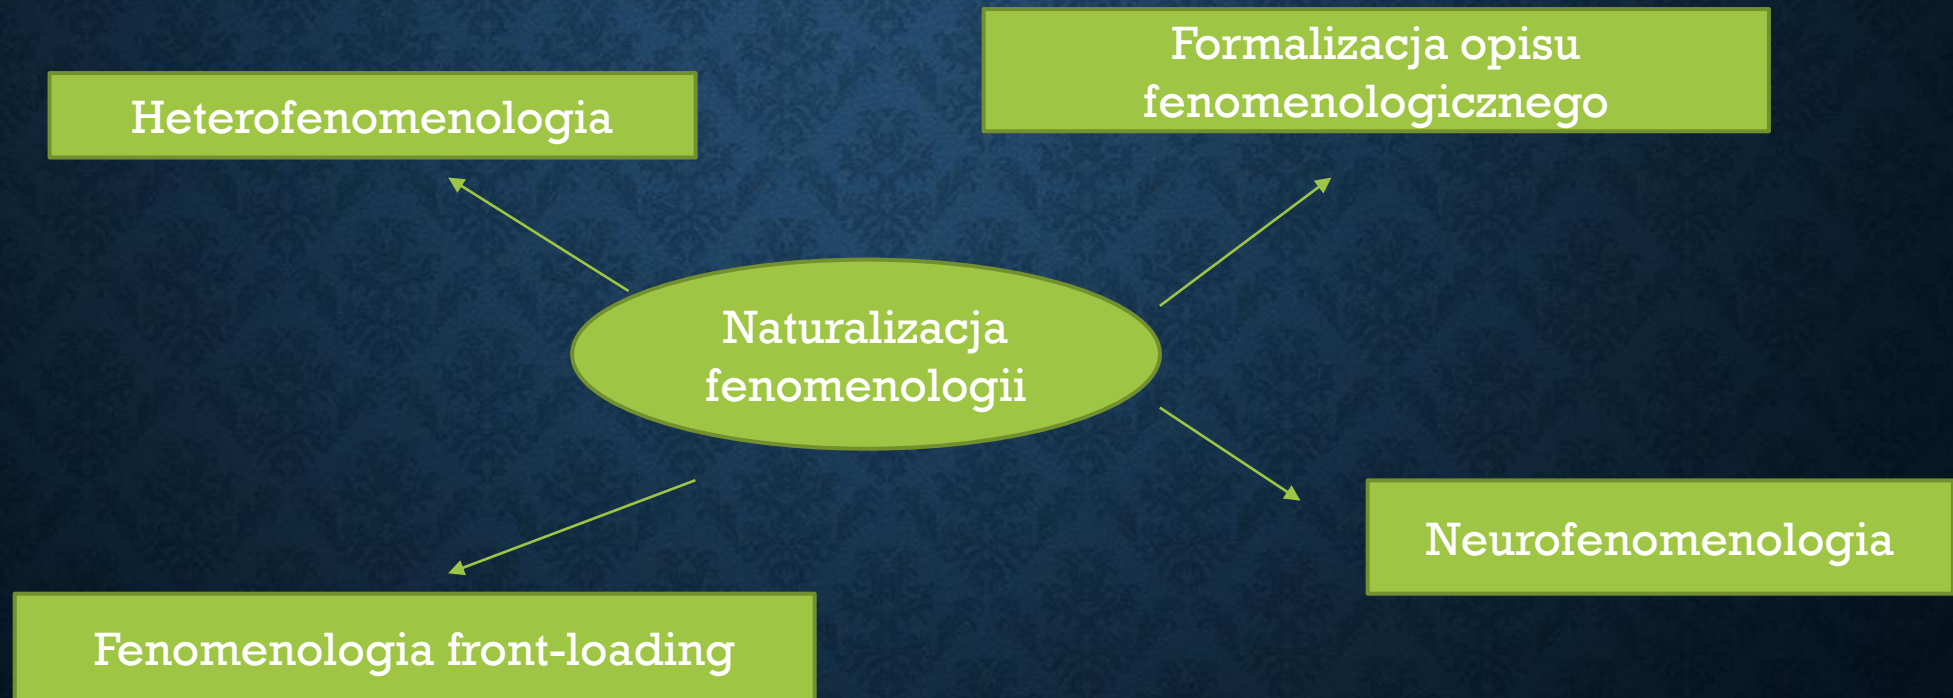 Heterofenomenologia
Formalizacja opisu
fenomenologicznego
Naturalizacja
fenomenologii
Neurofenomenologia
Fenomenologia front-loading